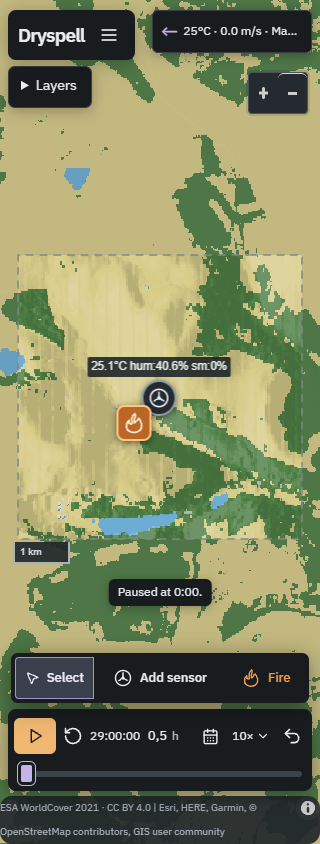 Dryspell
25°C · 0.0 m/s · Ma...
Layers
25.1°C hum:40.6% sm:0%
1 km
Paused at 0:00.
Select
Add sensor
Fire
29:00:00 0,5 h
10×
ESA WorldCover 2021 · CC BY 4.0 | Esri, HERE, Garmin, ©
OpenStreetMap contributors, GIS user community